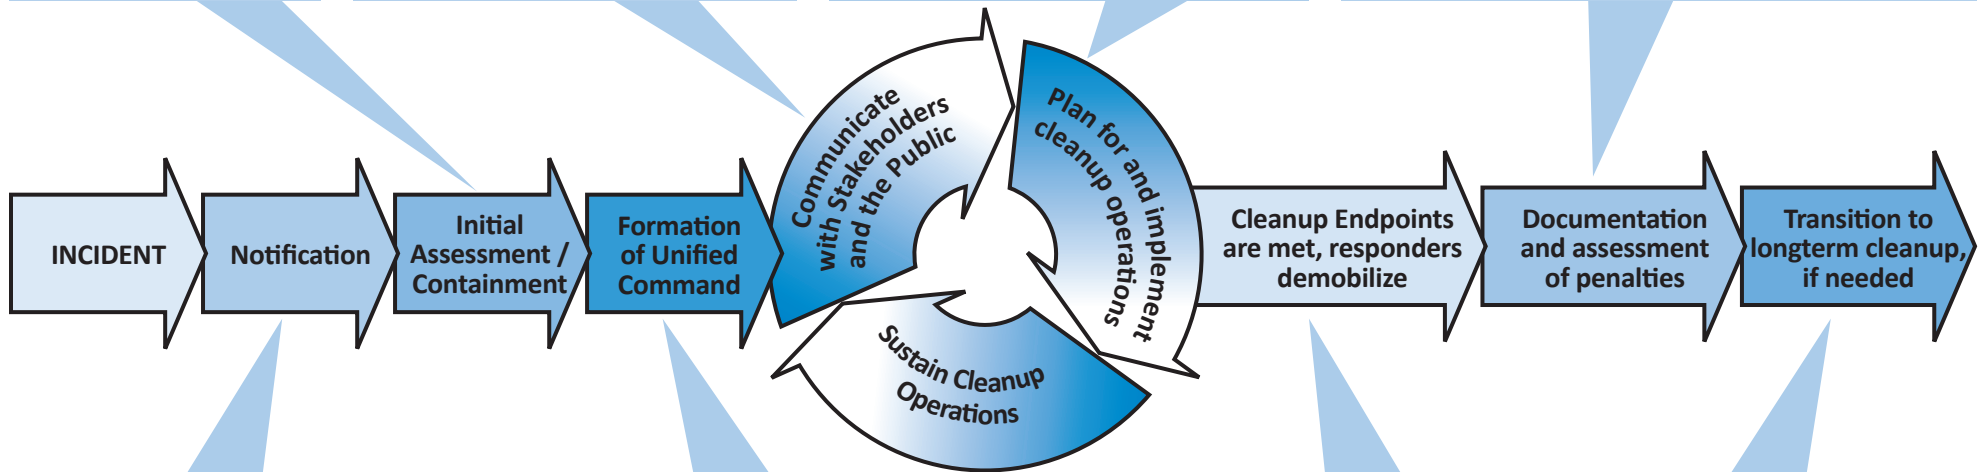 INCIDENT
Notification
Initial
Assessment /
Containment
Formation
of Unified
Command
Communicate
with Stakeholders
and the Public
Plan for and implement
cleanup operations
Sustain Cleanup
Operations
Cleanup Endpoints
are met, responders
demobilize
Documentation
and assessment
of penalties
Transition to
longterm cleanup,
if needed